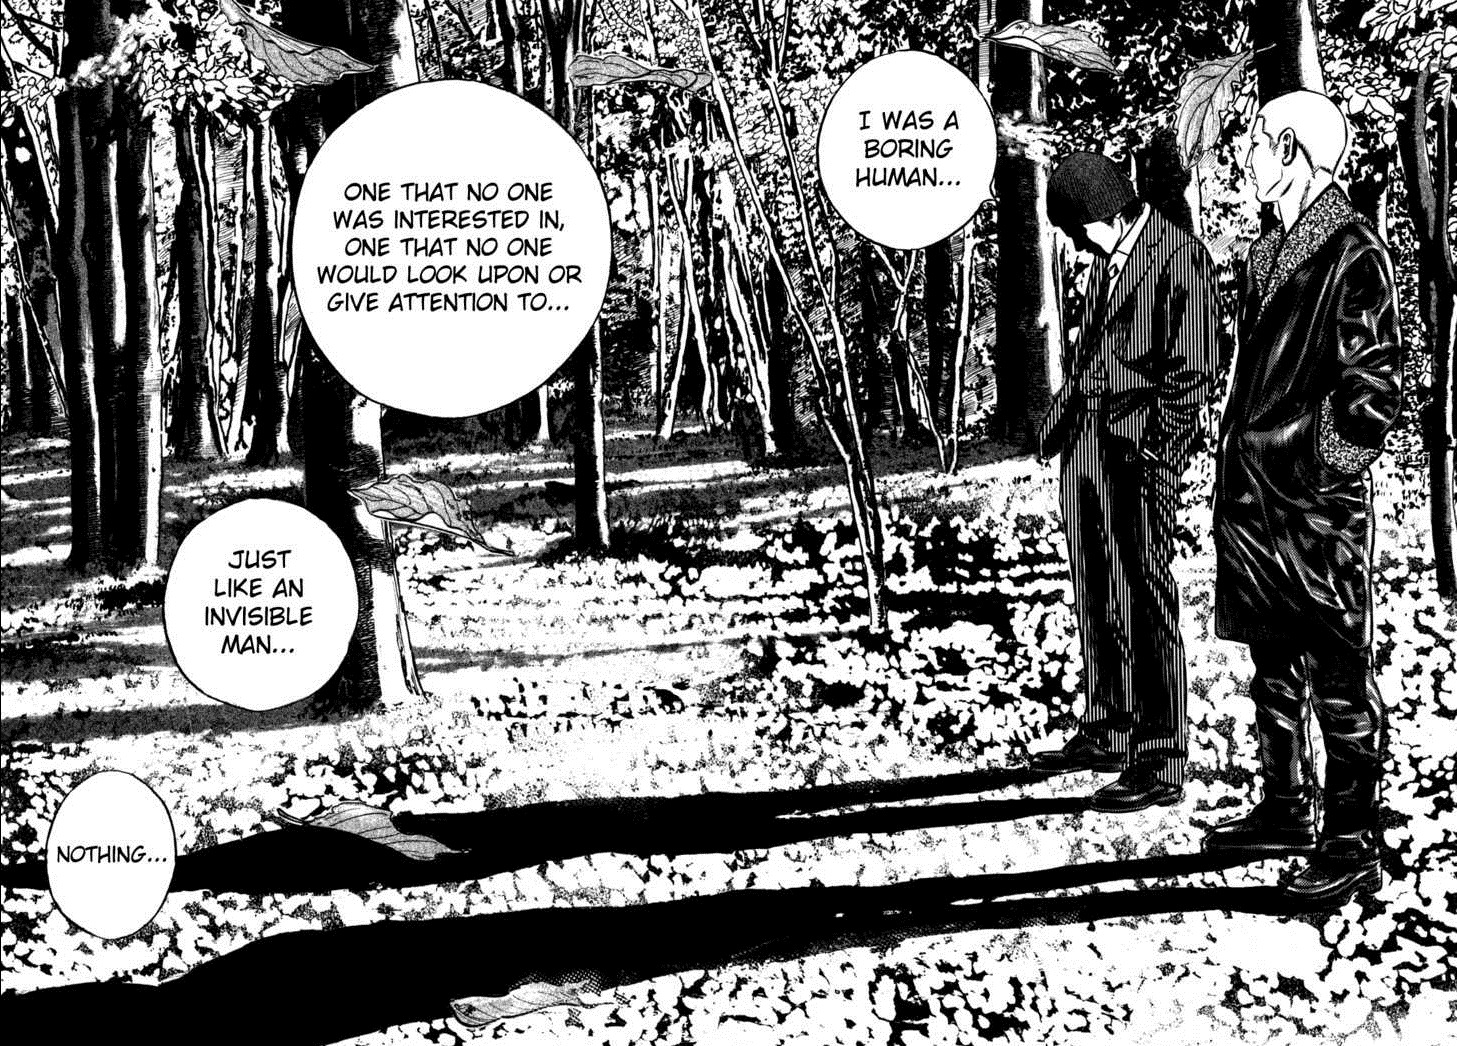 I WAS A
BORING
HUMAN...
ONE THAT NO ONE
WAS INTERESTED IN,
ONE THAT NO ONE
WOULD LOOK UPON OR
GIVE ATTENTION TO...
JUST
LIKE AN
INVISIBLE
MAN...
NOTHING...